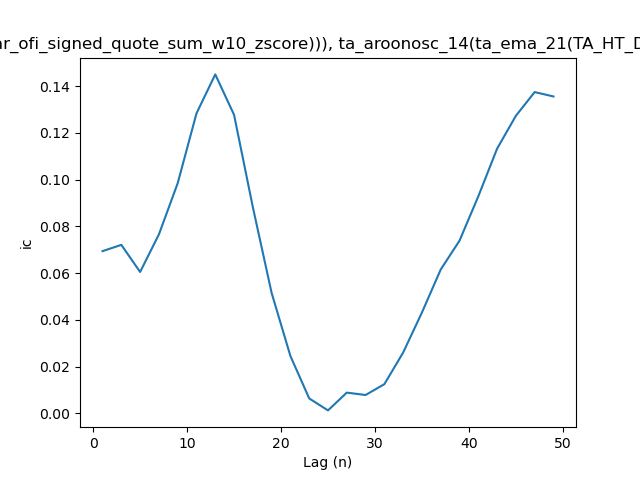 ar_ofi_signed_quote_sum_w10_zscore))), ta_aroonosc_14(ta_ema_21(TA_HT_D
0.14
0.12
0.10
0.08
0.06
0.04
0.02
0.00
ic
0 10 20 30 40 50
Lag (n)